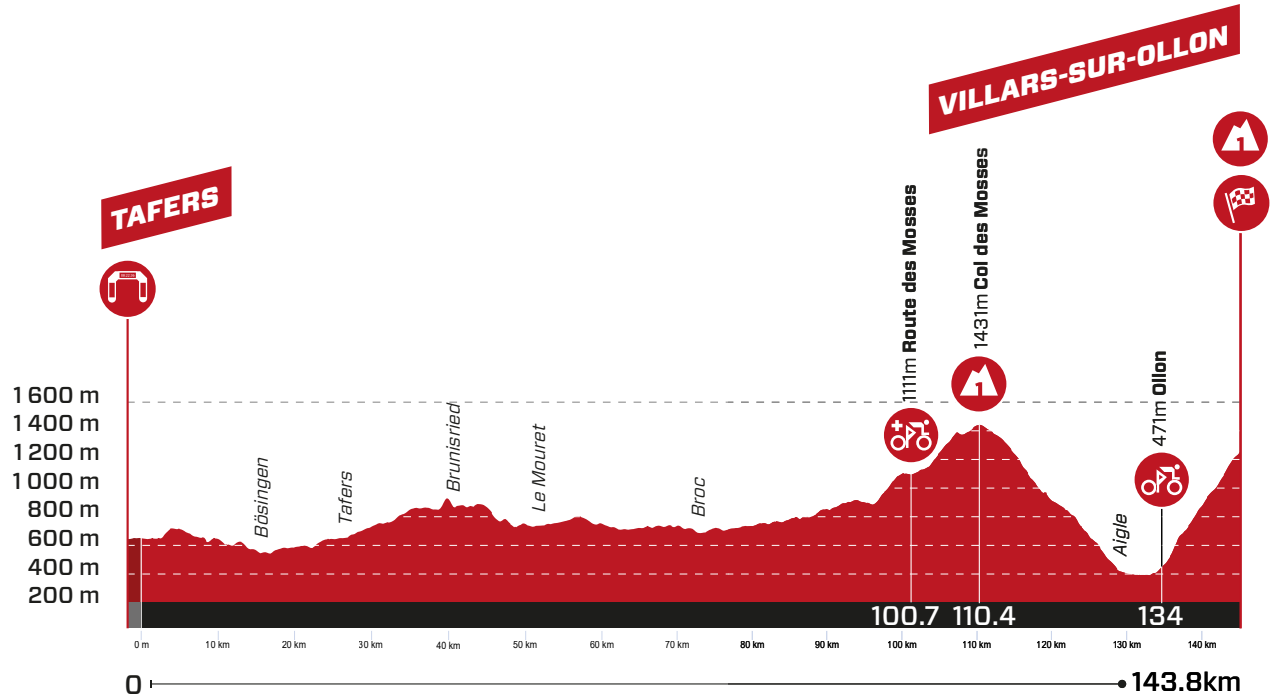 VILLARS-SUR-OLLON
TAFERS
1
1
1600 m
1400 m
1200 m
1000 m
800 m
600 m
400 m
200 m
Bösingen
Tafers
Brunisried
Le Mouret
Broc
1111m Route des Mosses
1431m Col des Mosses
Aigle
471m Ollon
100.7
110.4
134
0 m
10 km
20 km
30 km
40 km
50 km
60 km
70 km
80 km
90 km
100 km
110 km
120 km
130 km
140 km
0
143.8km